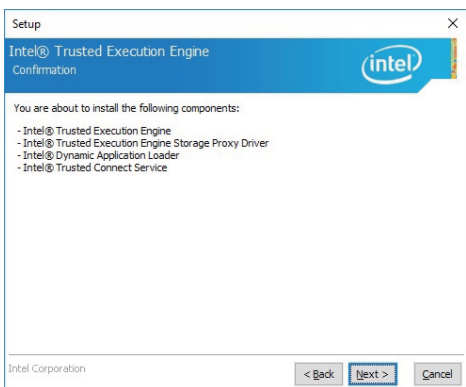 Setup
Intel® Trusted Execution Engine
Confirmation
intel
You are about to install the following components:
- Intel® Trusted Execution Engine
- Intel® Trusted Execution Engine Storage Proxy Driver
- Intel® Dynamic Application Loader
- Intel® Trusted Connect Service
Intel Corporation
< Back Next > Cancel